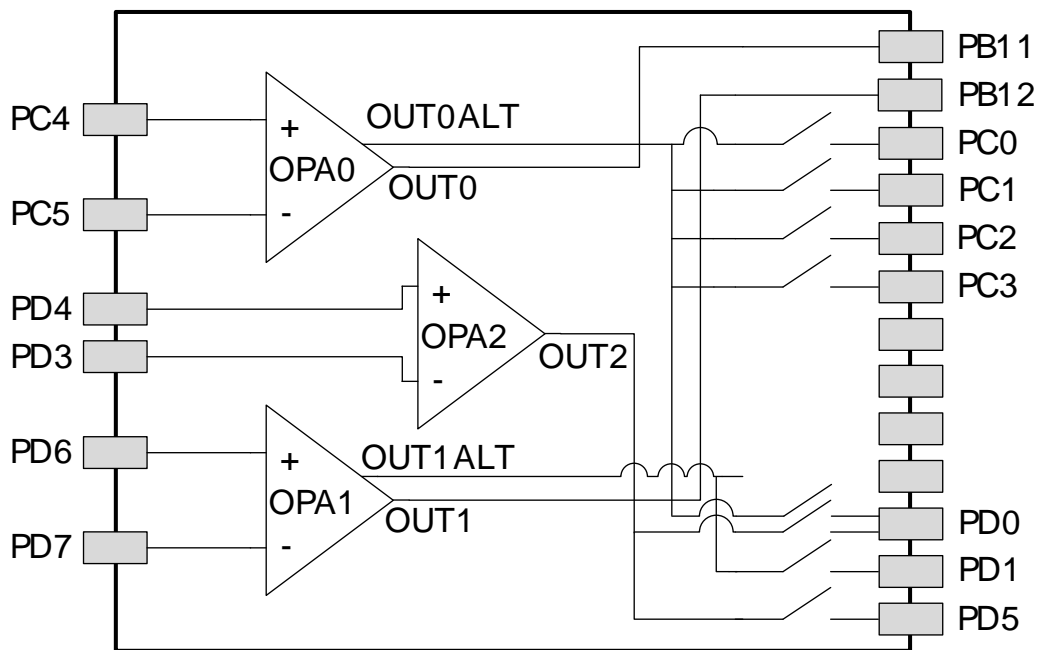 PB11
PB12
PC4
+
OUT0ALT
PC0
OPA0
OUT0
PC1
PC5
-
PC2
PC3
PD4
+
OPA2
PD3
OUT2
-
PD6
+
OUT1ALT
OPA1
OUT1
PD0
PD7
-
PD1
PD5